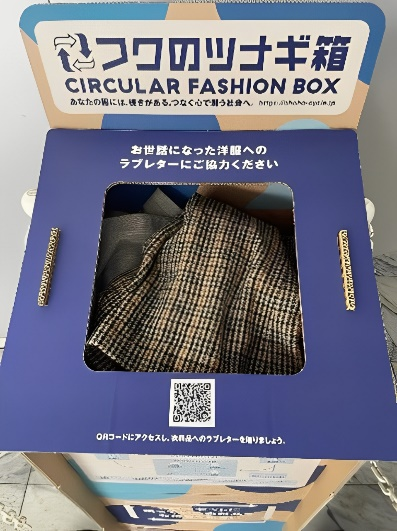 フクのツナギ箱
CIRCULAR FASHION BOX
あなたの服には、続きがある。つなぐ心で潤う社会へ。
お世話になった洋服への
ラブレターにご協力ください
QRコードにアクセスし、衣料品へのラブレターを贈りましょう。